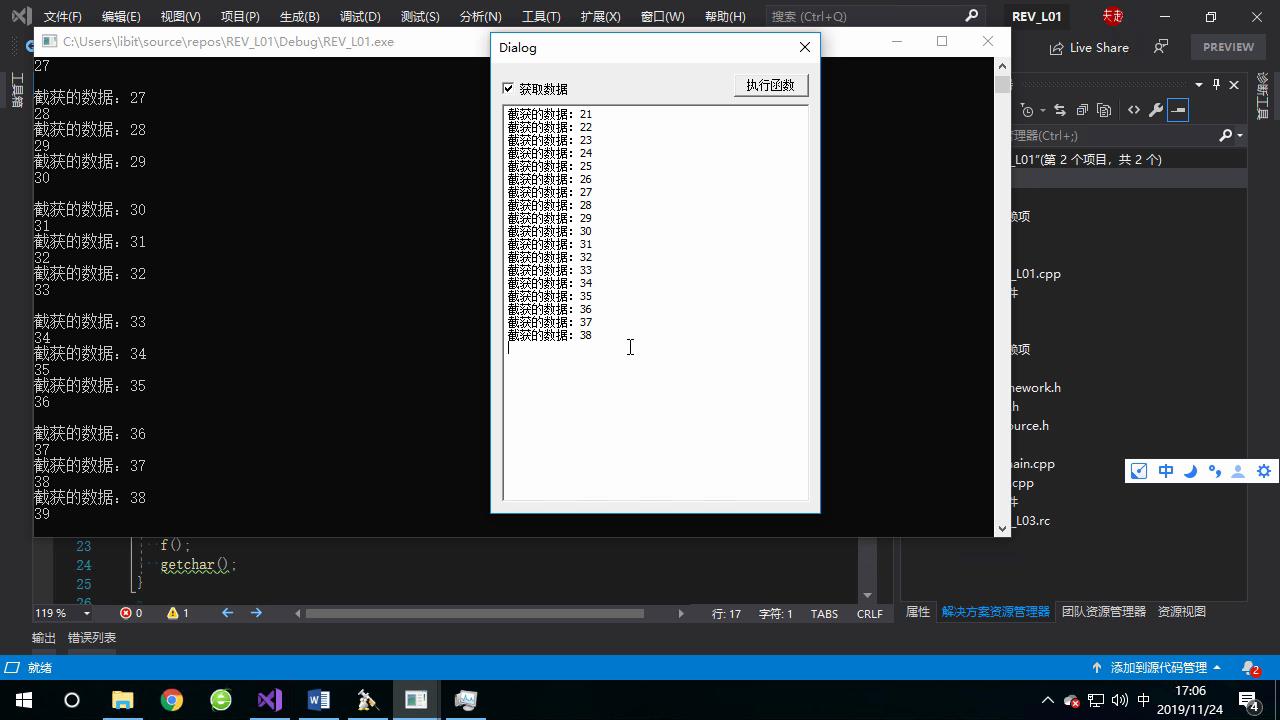 文件(F) 编辑(E) 视图(V) 项目(P) 生成(B) 调试(D) 测试(S) 分析(N) 工具(T) 扩展(X) 窗口(W) 帮助(H) 搜索 (Ctrl+Q) REV_L01
C:\Users\libit\source\repos\REV_L01\Debug\REV_L01.exe
Live Share PREVIEW
工具箱
27
截获的数据：27
28
截获的数据：28
29
截获的数据：29
30
截获的数据：30
31
截获的数据：31
32
截获的数据：32
33
截获的数据：33
34
截获的数据：34
35
截获的数据：35
36
截获的数据：36
37
截获的数据：37
38
截获的数据：38
39
Dialog
获取数据 执行函数
截获的数据：21
截获的数据：22
截获的数据：23
截获的数据：24
截获的数据：25
截获的数据：26
截获的数据：27
截获的数据：28
截获的数据：29
截获的数据：30
截获的数据：31
截获的数据：32
截获的数据：33
截获的数据：34
截获的数据：35
截获的数据：36
截获的数据：37
截获的数据：38
诊断工具
管理器(Ctrl+;)
_L01"(第 2 个项目，共 2 个)
赖项
_L01.cpp
件
赖项
nework.h
.h
ource.h
nain.cpp
.cpp
件
_L03.rc
中
23 f();
24 getchar();
25 }
26
119 % 0 1 行: 17 字符: 1 TABS CRLF
属性 解决方案资源管理器 团队资源管理器 资源视图
输出 错误列表
就绪 添加到源代码管理 2
中 17:06
2019/11/24 4